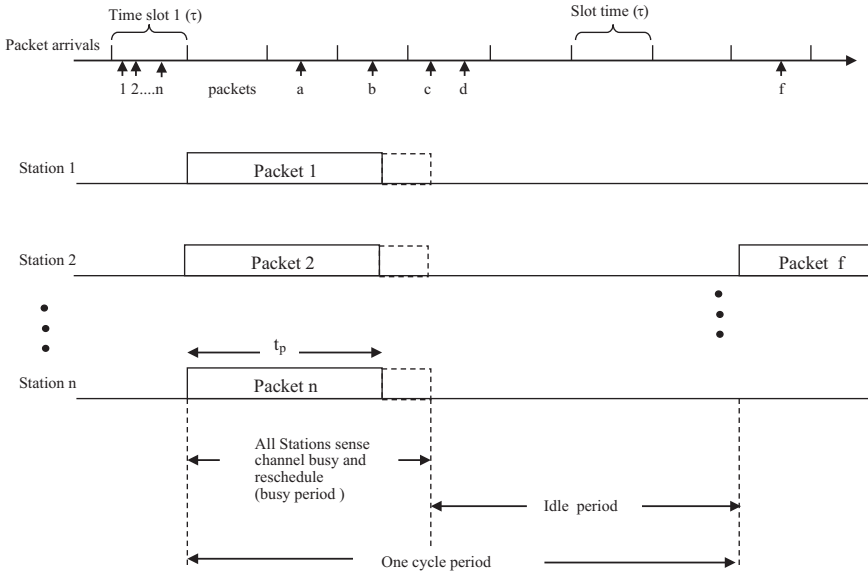 Time slot 1 (τ)
Slot time (τ)
Packet arrivals
1 2....n packets a b c d f
Station 1
Packet 1
Station 2
Packet 2
Packet f
tp
Station n
Packet n
All Stations sense
channel busy and
reschedule
(busy period )
Idle period
One cycle period